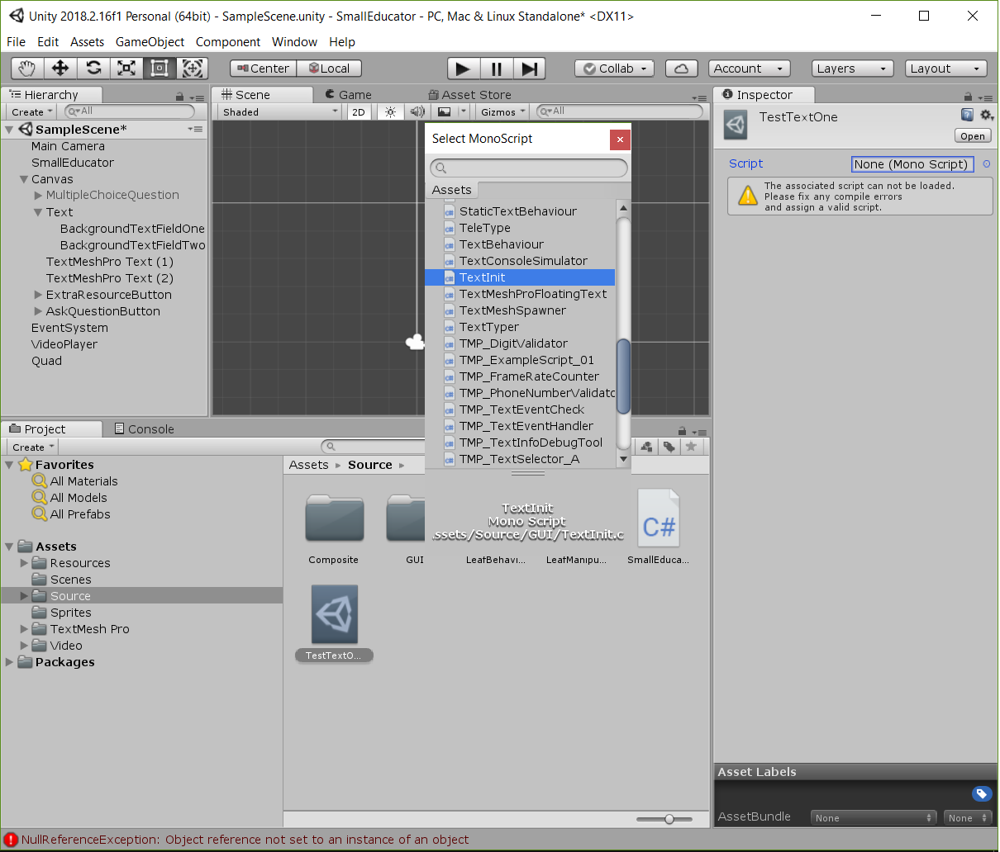 Unity 2018.2.16f1 Personal (64bit) - SampleScene.unity - SmallEducator - PC, Mac & Linux Standalone* <DX11>
File Edit Assets GameObject Component Window Help
Center Local Collab Account Layers Layout
Hierarchy
Create All
SampleScene*
Main Camera
SmallEducator
Canvas
MultipleChoiceQuestion
Text
BackgroundTextFieldOne
BackgroundTextFieldTwo
TextMeshPro Text (1)
TextMeshPro Text (2)
ExtraResourceButton
AskQuestionButton
EventSystem
VideoPlayer
Quad
Scene Game Asset Store
Shaded 2D Gizmos All
Select MonoScript
Assets
StaticTextBehaviour
TeleType
TextBehaviour
TextConsoleSimulator
TextInit
TextMeshProFloatingText
TextMeshSpawner
TextTyper
TMP_DigitValidator
TMP_ExampleScript_01
TMP_FrameRateCounter
TMP_PhoneNumberValidato
TMP_TextEventCheck
TMP_TextEventHandler
TMP_TextInfoDebugTool
TMP_TextSelector_A
TextInit
Mono Script
ssets/Source/GUI/TextInit.c
Inspector
TestTextOne
Open
Script None (Mono Script)
The associated script can not be loaded.
Please fix any compile errors
and assign a valid script.
Project Console
Create
Favorites
All Materials
All Models
All Prefabs
Assets
Resources
Scenes
Source
Sprites
TextMesh Pro
Video
Packages
Assets Source
C#
Composite GUI LeafBehavi... LeafManipu... SmallEduca...
TestTextO...
Asset Labels
AssetBundle None None
NullReferenceException: Object reference not set to an instance of an object